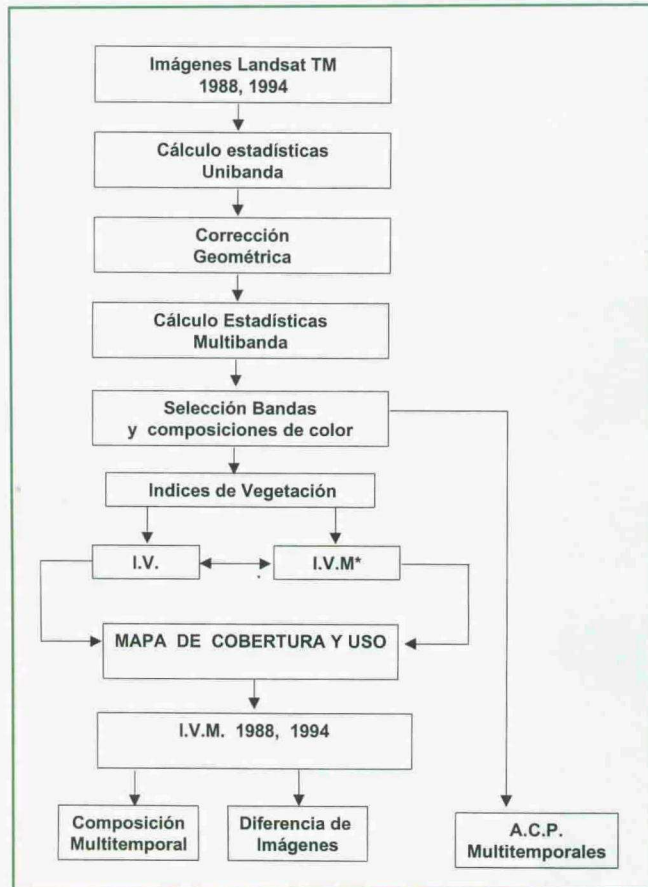 Imágenes Landsat TM
1988, 1994
Cálculo estadísticas
Unibanda
Corrección
Geométrica
Cálculo Estadísticas
Multibanda
Selección Bandas
y composiciones de color
Indices de Vegetación
I.V.
I.V.M*
MAPA DE COBERTURA Y USO
I.V.M. 1988, 1994
Composición
Multitemporal
Diferencia de
Imágenes
A.C.P.
Multitemporales